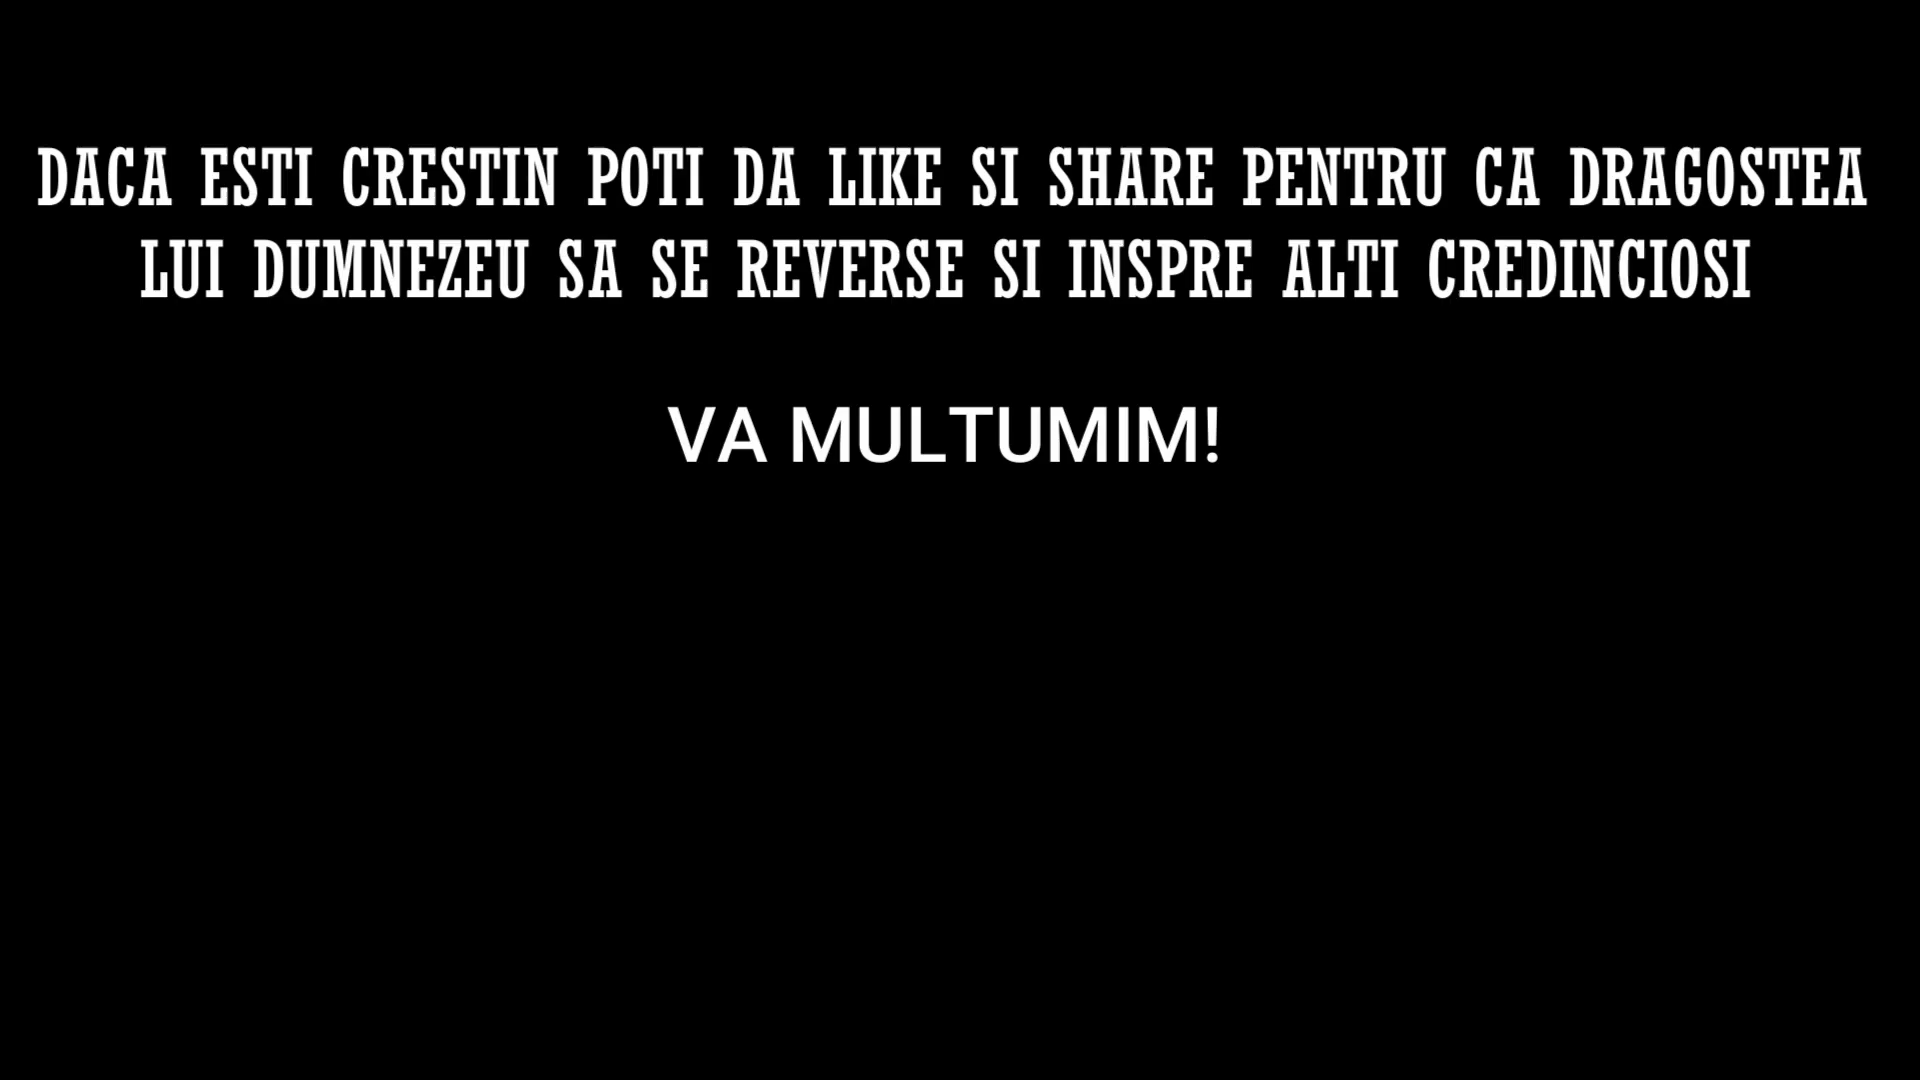 DACA ESTI CRESTIN POTI DA LIKE SI SHARE PENTRU CA DRAGOSTEA
LUI DUMNEZEU SA SE REVERSE SI INSPRE ALTI CREDINCIOSI
VA MULTUMIM!